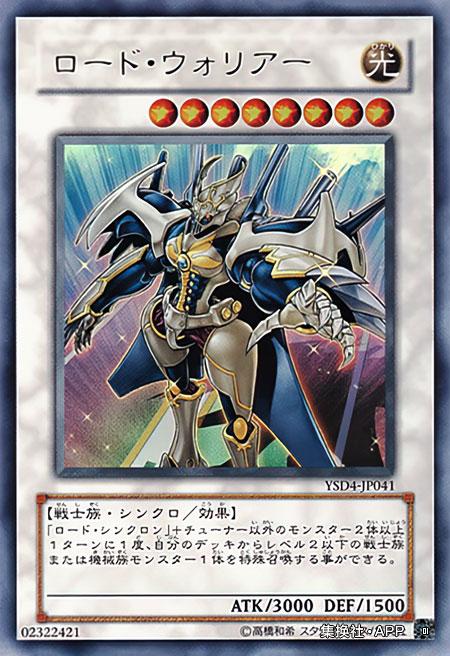 ロード・ウォリアー
ひかり
光
YSD4-JP041
【戦士族・シンクロ/効果】
「ロード・シンクロン」+チューナー以外のモンスター2体以上
1ターンに1度、自分のデッキからレベル2以下の戦士族
または機械族モンスター1体を特殊召喚する事ができる。
ATK/3000 DEF/1500
02322421
©高橋和希 スタ
集英社・APP
01